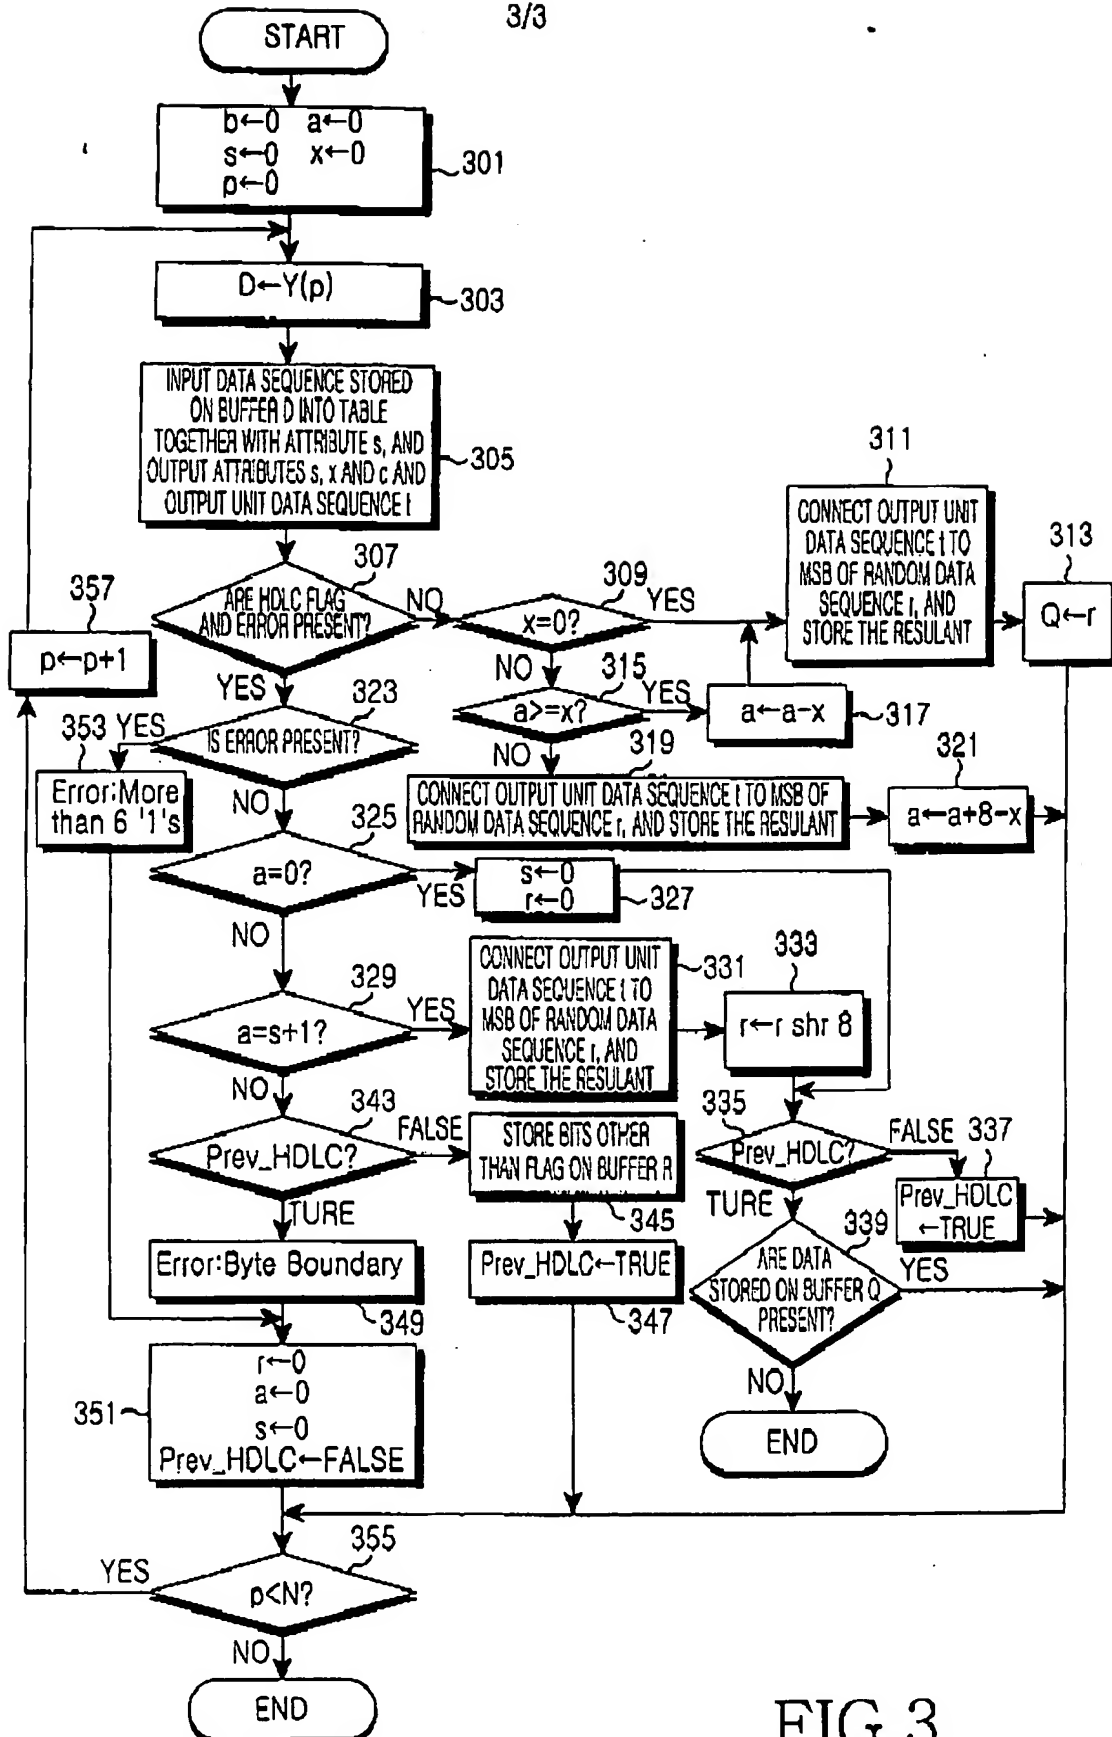 3/3
START
b←0 a←0
s←0 x←0
p←0
301
D←Y(p)
303
INPUT DATA SEQUENCE STORED
ON BUFFER D INTO TABLE
TOGETHER WITH ATTRIBUTE s, AND
OUTPUT ATTRIBUTES s, x AND c AND
OUTPUT UNIT DATA SEQUENCE t
305
307
ARE HDLC FLAG
AND ERROR PRESENT?
NO
YES
309
x=0?
YES
NO
311
CONNECT OUTPUT UNIT
DATA SEQUENCE t TO
MSB OF RANDOM DATA
SEQUENCE r, AND
STORE THE RESULANT
313
Q←r
315
a>=x?
YES
NO
a←a-x
317
319
CONNECT OUTPUT UNIT DATA SEQUENCE t TO MSB OF
RANDOM DATA SEQUENCE r, AND STORE THE RESULANT
321
a←a+8-x
357
p←p+1
323
IS ERROR PRESENT?
YES
NO
353
Error:More
than 6 '1's
325
a=0?
YES
NO
s←0
r←0
327
329
a=s+1?
YES
NO
CONNECT OUTPUT UNIT
DATA SEQUENCE t TO
MSB OF RANDOM DATA
SEQUENCE r, AND
STORE THE RESULANT
331
333
r←r shr 8
335
Prev_HDLC?
FALSE
TURE
337
Prev_HDLC
←TRUE
339
ARE DATA
STORED ON BUFFER Q
PRESENT?
YES
NO
END
343
Prev_HDLC?
FALSE
TURE
STORE BITS OTHER
THAN FLAG ON BUFFER R
345
Prev_HDLC←TRUE
347
Error:Byte Boundary
349
r←0
a←0
s←0
Prev_HDLC←FALSE
351
355
p<N?
YES
NO
END
FIG.3